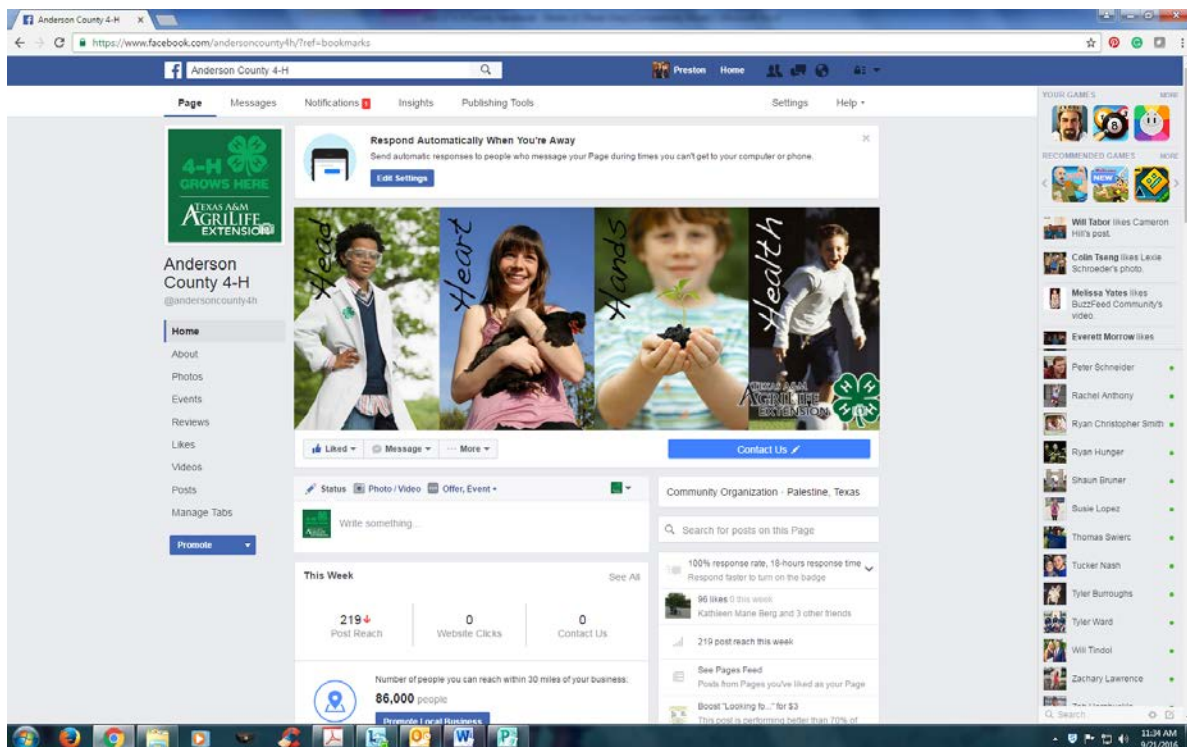 Anderson County 4-H
https://www.facebook.com/andersoncounty4h/?ref=bookmarks
Anderson County 4-H
Preston Home
Page Messages Notifications Insights Publishing Tools Settings Help
4-H
GROWS HERE
TEXAS A&M
AGRILIFE
EXTENSION
Anderson
County 4-H
@andersoncounty4h
Home
About
Photos
Events
Reviews
Likes
Videos
Posts
Manage Tabs
Promote
Respond Automatically When You're Away
Send automatic responses to people who message your Page during times you can't get to your computer or phone.
Edit Settings
Head Heart Hands Health
TEXAS A&M
AGRILIFE
EXTENSION
H H H H
Liked Message More
Contact Us
Status Photo / Video Offer, Event +
Write something...
This Week See All
219 0 0
Post Reach Website Clicks Contact Us
Number of people you can reach within 30 miles of your business:
86,000 people
Promote Local Business
Community Organization · Palestine, Texas
Search for posts on this Page
100% response rate, 18-hours response time
Respond faster to turn on the badge
96 likes 0 this week
Kathleen Marie Berg and 3 other friends
219 post reach this week
See Pages Feed
Posts from Pages you've liked as your Page
Boost "Looking fo..." for $3
This post is performing better than 70% of
YOUR GAMES MORE
8
RECOMMENDED GAMES MORE
NEW
Will Tabor likes Cameron
Hill's post.
Colin Tseng likes Lexie
Schroeder's photo.
Melissa Yates likes
BuzzFeed Community's
video.
Everett Morrow likes
Peter Schneider
Rachel Anthony
Ryan Christopher Smith
Ryan Hunger
Shaun Bruner
Susie Lopez
Thomas Swierc
Tucker Nash
Tyler Burroughs
Tyler Ward
Will Tindol
Zachary Lawrence
Search
11:34 AM
9/21/2016